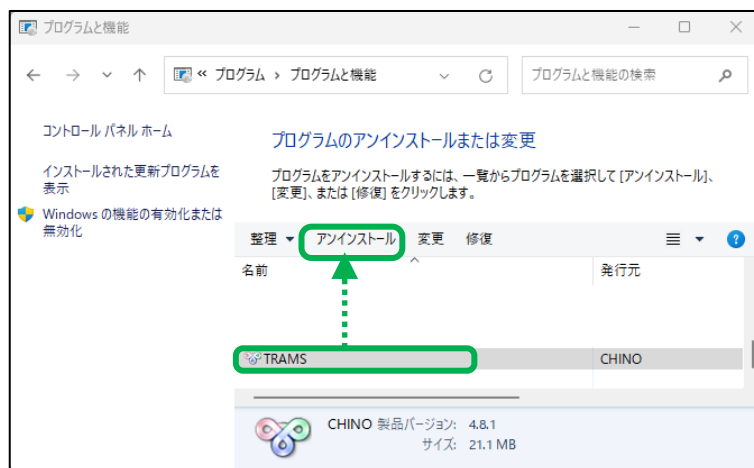 プログラムと機能
« プログラム › プログラムと機能
プログラムと機能の検索
コントロール パネル ホーム
インストールされた更新プログラムを
表示
Windows の機能の有効化または
無効化
プログラムのアンインストールまたは変更
プログラムをアンインストールするには、一覧からプログラムを選択して [アンインストール]、
[変更]、または [修復] をクリックします。
整理 アンインストール 変更 修復
名前 発行元
TRAMS CHINO
CHINO 製品バージョン: 4.8.1
サイズ: 21.1 MB